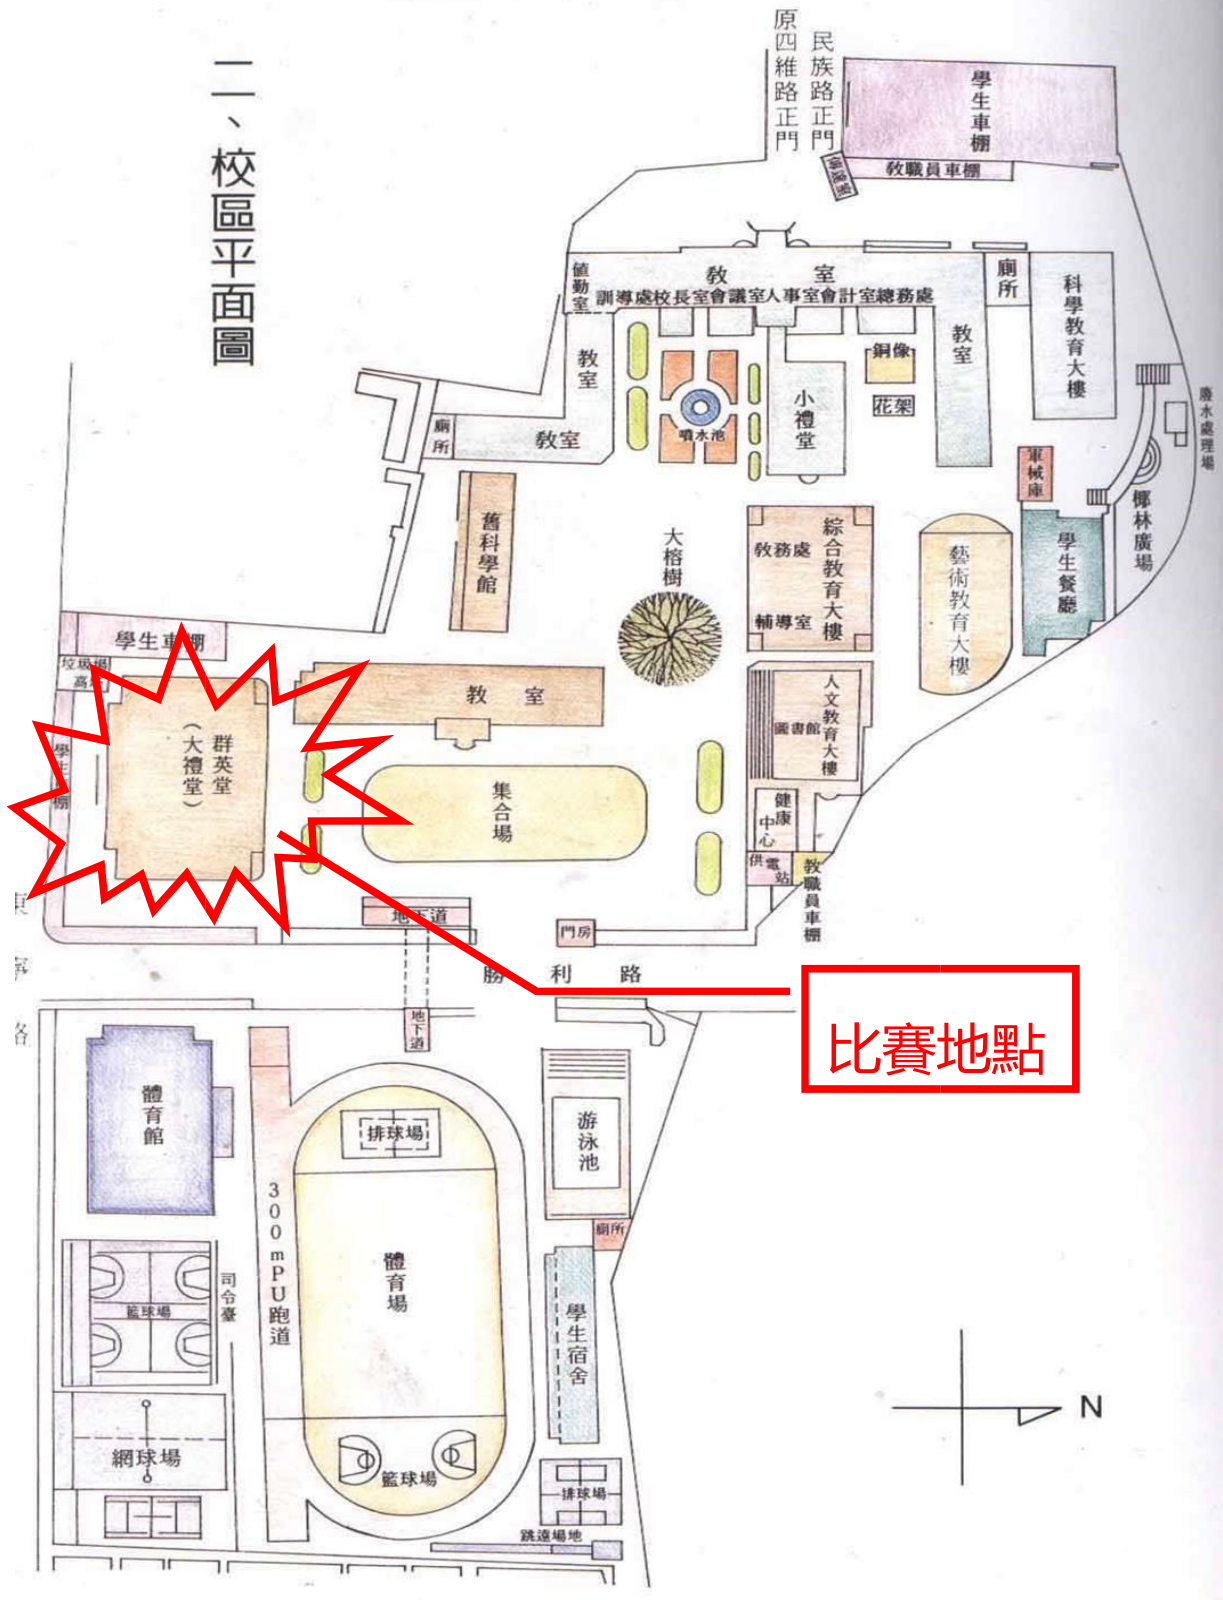 二、校區平面圖
原四維路正門
民族路正門
學生車棚
教職員車棚
值勤室
教室
訓導處校長室會議室人事室會計室總務處
廁所
科學教育大樓
教室
教室
銅像
小禮堂
花架
噴水池
廁所
教室
廢水處理場
軍械庫
椰林廣場
舊科學館
大榕樹
教務處
綜合教育大樓
輔導室
藝術教育大樓
學生餐廳
學生車棚
教室
人文教育大樓
圖書館
群英堂
(大禮堂)
學生車棚
集合場
健康
中心
供電站
教職員車棚
地下道
門房
東寧路
勝利路
比賽地點
地下道
體育館
排球場
游泳池
廁所
300mPU跑道
體育場
司令臺
籃球場
學生宿舍
N
網球場
籃球場
排球場
跳遠場地